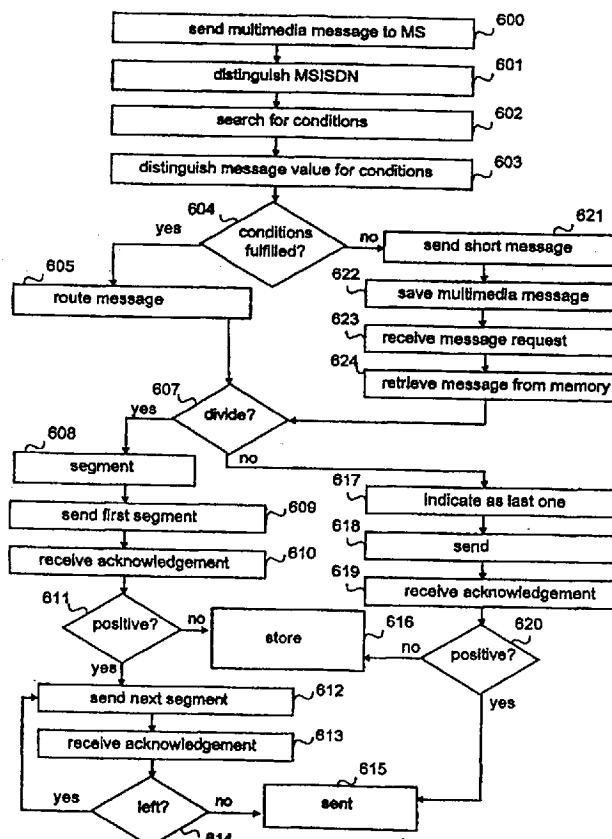 send multimedia message to MS
600
distinguish MSISDN
601
search for conditions
602
distinguish message value for conditions
603
604
conditions fulfilled?
yes
no
605
route message
621
send short message
622
save multimedia message
623
receive message request
624
retrieve message from memory
607
divide?
yes
no
608
segment
send first segment
609
receive acknowledgement
610
611
positive?
no
yes
store
616
617
indicate as last one
618
send
619
receive acknowledgement
620
positive?
no
yes
send next segment
612
receive acknowledgement
613
left?
yes
no
615
sent